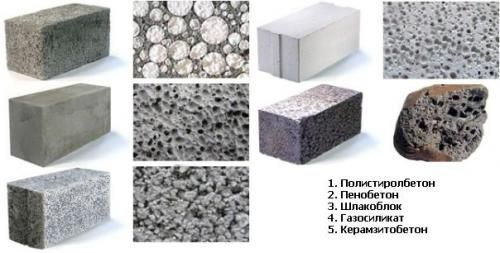 1. Полистиролбетон
2. Пенобетон
3. Шлакоблок
4. Газосиликат
5. Керамзитобетон